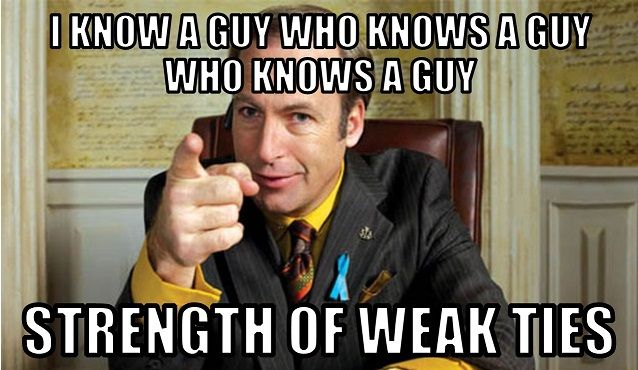 I KNOW A GUY WHO KNOWS A GUY
WHO KNOWS A GUY
STRENGTH OF WEAK TIES